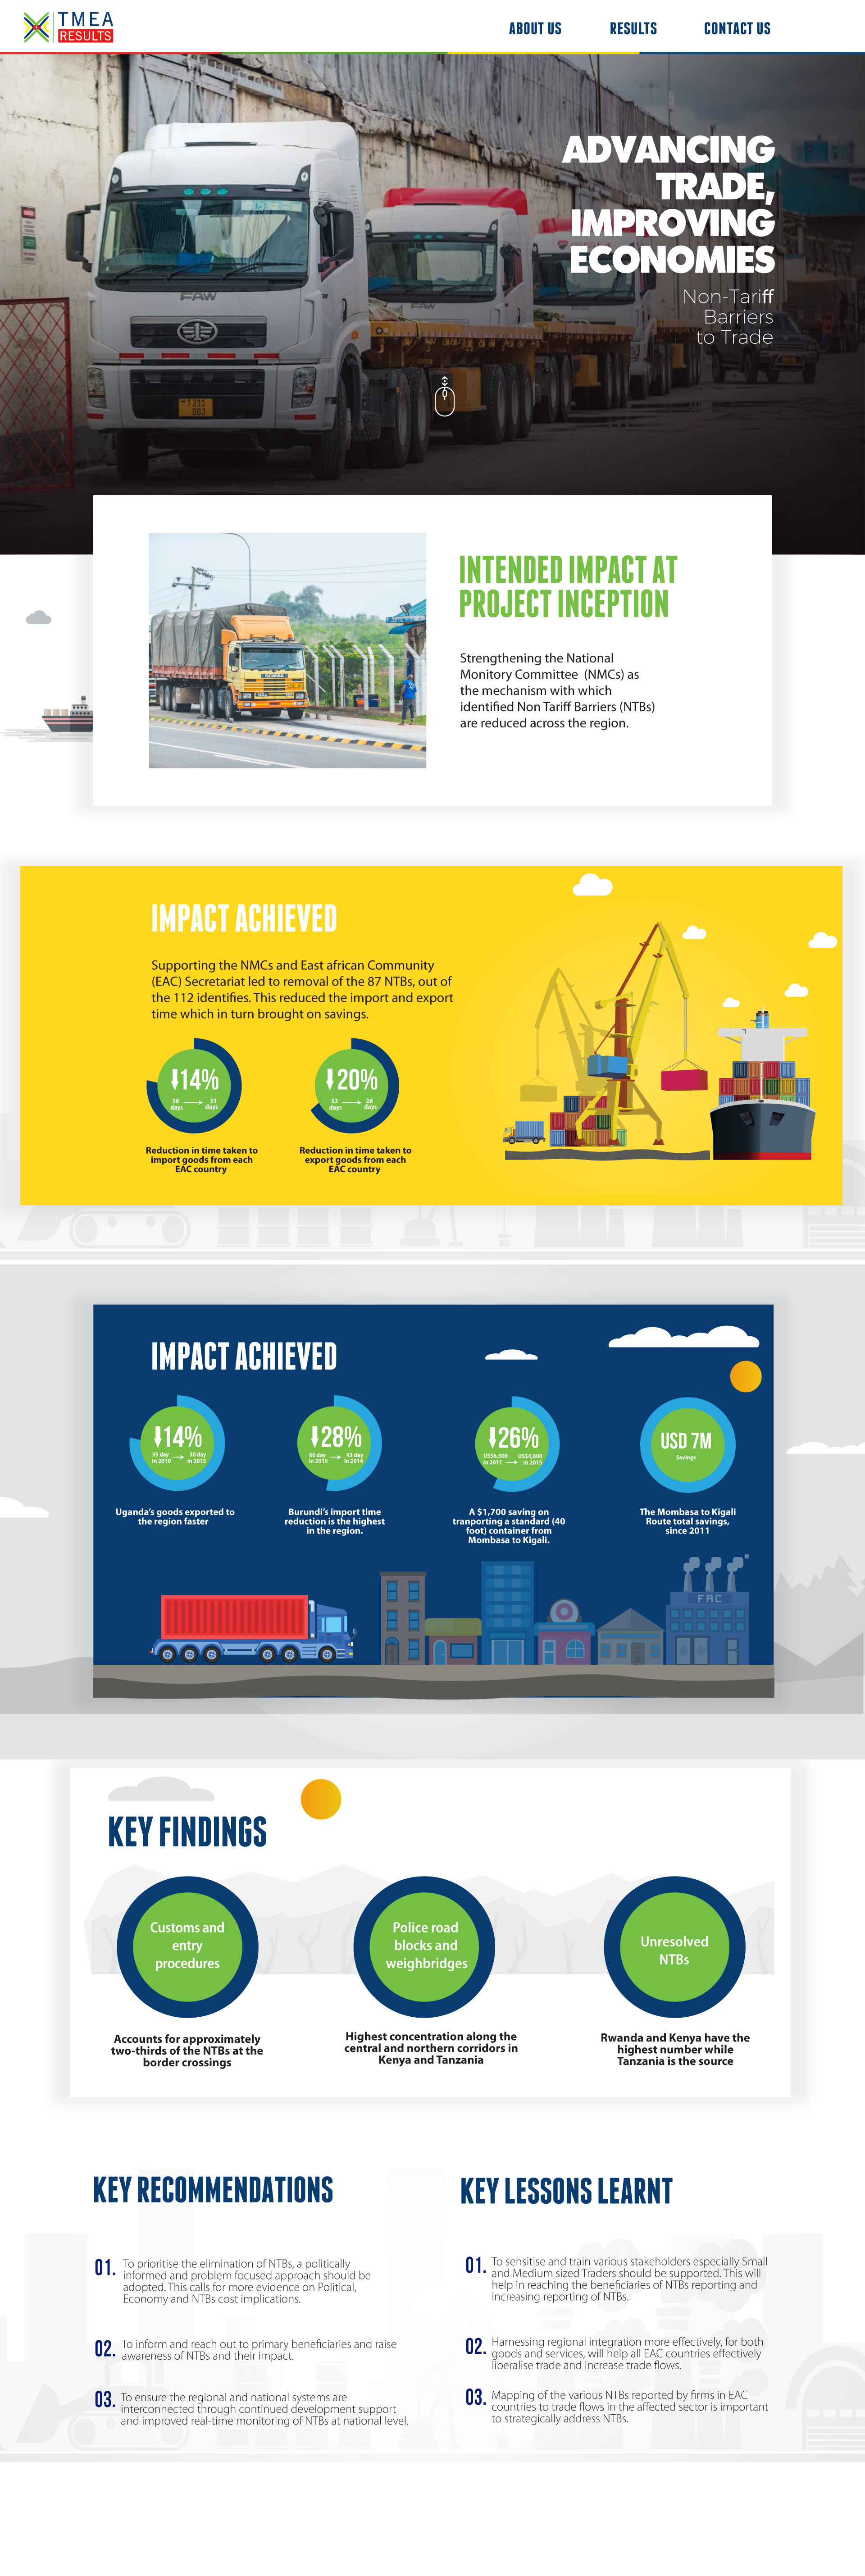 TMEA
RESULTS
ABOUT US
RESULTS
CONTACT US
ADVANCING
TRADE,
IMPROVING
ECONOMIES
Non-Tariff
Barriers
to Trade
FAW
T311
DDJ
INTENDED IMPACT AT
PROJECT INCEPTION
Strengthening the National
Monitory Committee (NMCs) as
the mechanism with which
identified Non Tariff Barriers (NTBs)
are reduced across the region.
SCANIA
IMPACT ACHIEVED
Supporting the NMCs and East african Community
(EAC) Secretariat led to removal of the 87 NTBs, out of
the 112 identifies. This reduced the import and export
time which in turn brought on savings.
14%
36 days
31 days
Reduction in time taken to
import goods from each
EAC country
20%
33 days
26 days
Reduction in time taken to
export goods from each
EAC country
IMPACT ACHIEVED
14%
35 day in 2010
30 day in 2015
Uganda's goods exported to
the region faster
28%
60 day in 2010
43 day in 2014
Burundi's import time
reduction is the highest
in the region.
26%
US$6,500 in 2011
US$4,800 in 2015
A $1,700 saving on
tranporting a standard (40
foot) container from
Mombasa to Kigali.
USD 7M
Savings
The Mombasa to Kigali
Route total savings,
since 2011
FAC
KEY FINDINGS
Customs and
entry
procedures
Accounts for approximately
two-thirds of the NTBs at the
border crossings
Police road
blocks and
weighbridges
Highest concentration along the
central and northern corridors in
Kenya and Tanzania
Unresolved
NTBs
Rwanda and Kenya have the
highest number while
Tanzania is the source
KEY RECOMMENDATIONS
01. To prioritise the elimination of NTBs, a politically
informed and problem focused approach should be
adopted. This calls for more evidence on Political,
Economy and NTBs cost implications.
02. To inform and reach out to primary beneficiaries and raise
awareness of NTBs and their impact.
03. To ensure the regional and national systems are
interconnected through continued development support
and improved real-time monitoring of NTBs at national level.
KEY LESSONS LEARNT
01. To sensitise and train various stakeholders especially Small
and Medium sized Traders should be supported. This will
help in reaching the beneficiaries of NTBs reporting and
increasing reporting of NTBs.
02. Harnessing regional integration more effectively, for both
goods and services, will help all EAC countries effectively
liberalise trade and increase trade flows.
03. Mapping of the various NTBs reported by firms in EAC
countries to trade flows in the affected sector is important
to strategically address NTBs.